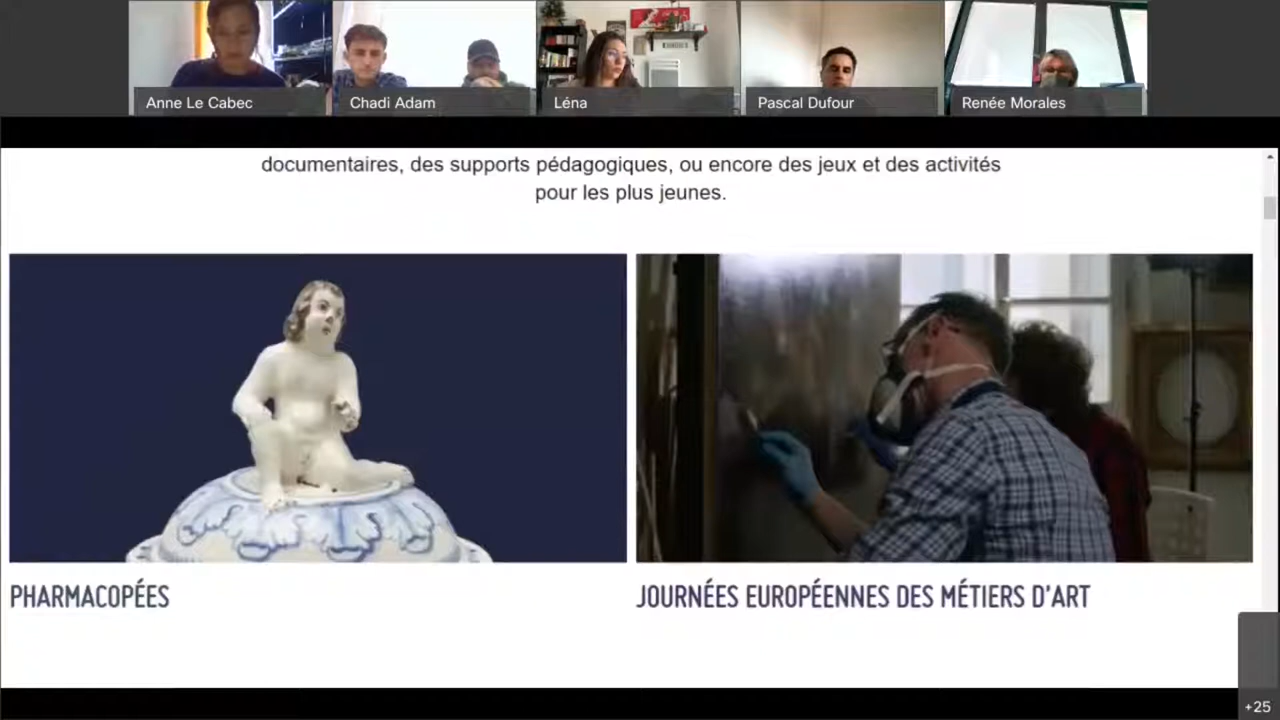 Anne Le Cabec
Chadi Adam
Léna
Pascal Dufour
Renée Morales
documentaires, des supports pédagogiques, ou encore des jeux et des activités
pour les plus jeunes.
PHARMACOPÉES
JOURNÉES EUROPÉENNES DES MÉTIERS D'ART
+25